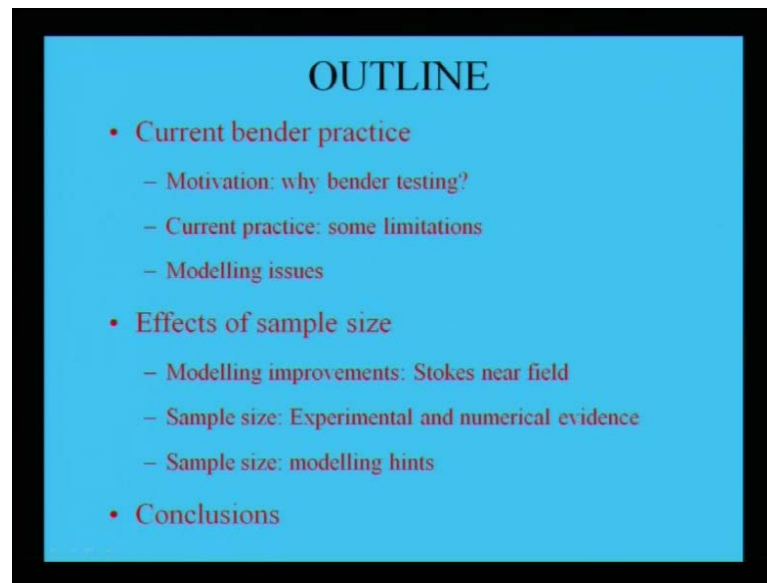 OUTLINE
• Current bender practice
– Motivation: why bender testing?
– Current practice: some limitations
– Modelling issues
• Effects of sample size
– Modelling improvements: Stokes near field
– Sample size: Experimental and numerical evidence
– Sample size: modelling hints
• Conclusions